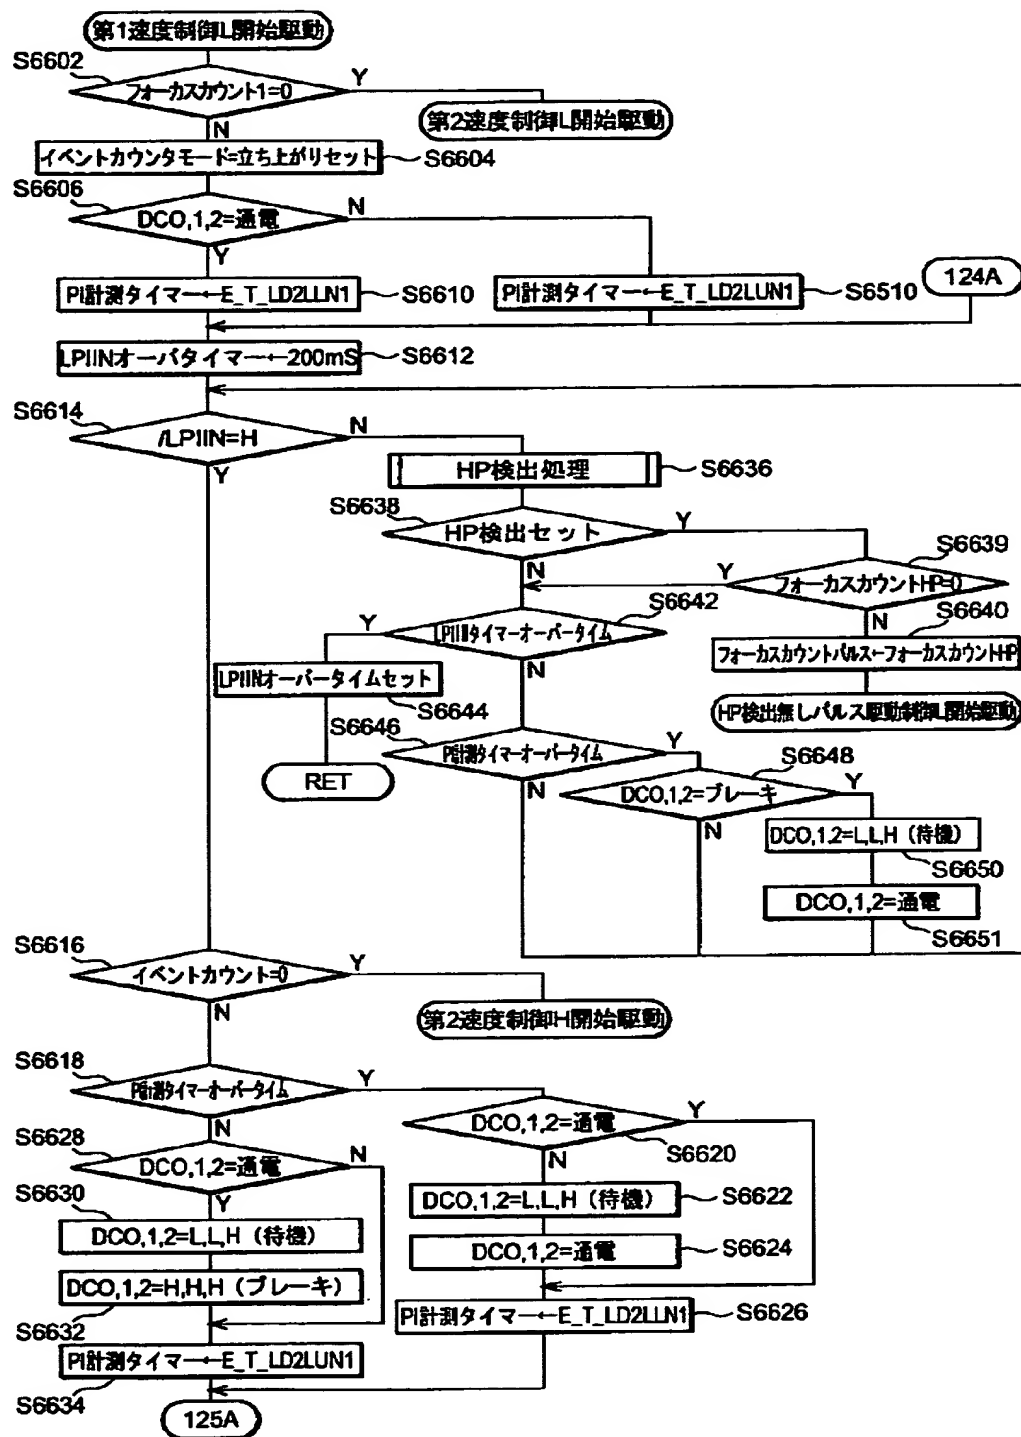 第1速度制御L開始駆動
S6602
フォーカスカウント1=0
Y
N
第2速度制御L開始駆動
イベントカウンタモード=立ち上がりセット
S6604
S6606
DCO,1,2=通電
N
Y
PI計測タイマー←E_T_LD2LLN1
S6610
PI計測タイマー←E_T_LD2LUN1
S6510
124A
LPIINオーバタイマー←200mS
S6612
S6614
/LPIIN=H
N
Y
HP検出処理
S6636
S6638
HP検出セット
Y
N
S6639
フォーカスカウントHP=0
Y
N
S6642
LPIINタイマーオーバータイム
Y
N
S6640
フォーカスカウントパルス←フォーカスカウントHP
HP検出無しパルス駆動制御L開始駆動
LPIINオーバータイムセット
S6644
RET
S6646
PI計測タイマーオーバータイム
Y
N
S6648
DCO,1,2=ブレーキ
Y
N
DCO,1,2=L,L,H(待機)
S6650
DCO,1,2=通電
S6651
S6616
イベントカウント=0
Y
N
第2速度制御H開始駆動
S6618
PI計測タイマーオーバータイム
Y
N
DCO,1,2=通電
Y
N
S6620
S6628
DCO,1,2=通電
N
Y
S6630
DCO,1,2=L,L,H(待機)
DCO,1,2=L,L,H(待機)
S6622
DCO,1,2=通電
S6624
DCO,1,2=H,H,H(ブレーキ)
S6632
PI計測タイマー←E_T_LD2LLN1
S6626
PI計測タイマー←E_T_LD2LUN1
S6634
125A